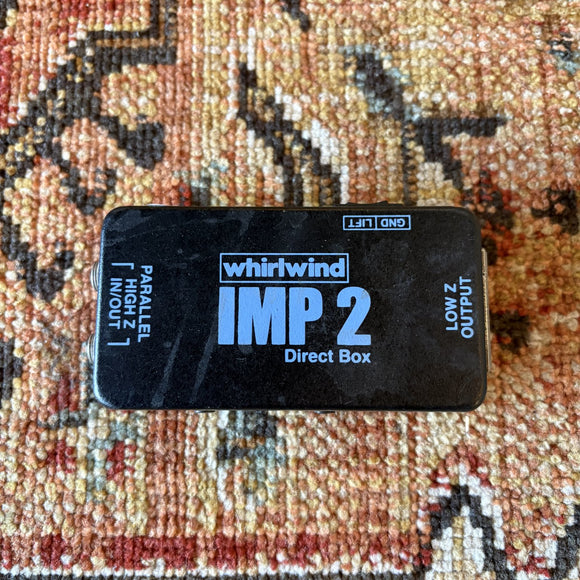 GND LIFT
whirlwind
IMP 2
Direct Box
PARALLEL
HIGH Z
IN/OUT
LOW Z
OUTPUT